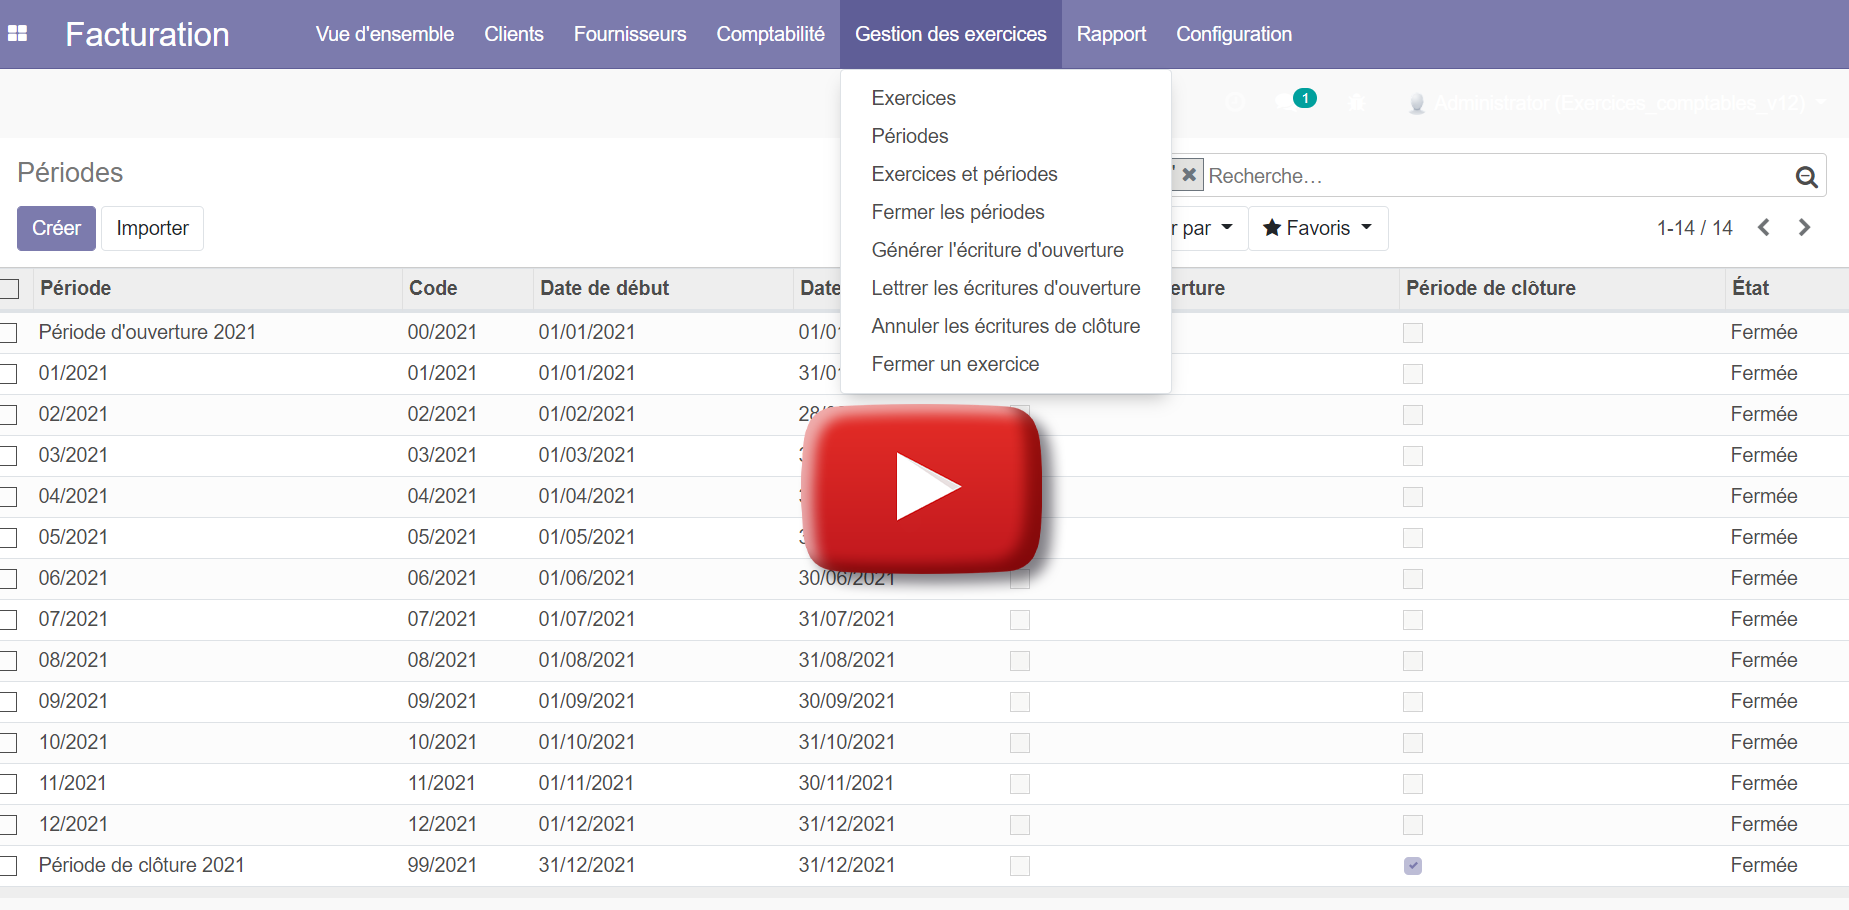 Facturation Vue d'ensemble Clients Fournisseurs Comptabilité Gestion des exercices Rapport Configuration
1 Administrator (Exercices_comptables_v12)
Exercices
Périodes
Exercices et périodes
Fermer les périodes
Générer l'écriture d'ouverture
Lettrer les écritures d'ouverture
Annuler les écritures de clôture
Fermer un exercice
Périodes
Recherche...
Créer Importer
r par Favoris 1-14 / 14
Période Code Date de début Date erture Période de clôture État
Période d'ouverture 2021 00/2021 01/01/2021 01/0 Fermée
01/2021 01/2021 01/01/2021 31/0 Fermée
02/2021 02/2021 01/02/2021 28/ Fermée
03/2021 03/2021 01/03/2021 Fermée
04/2021 04/2021 01/04/2021 Fermée
05/2021 05/2021 01/05/2021 Fermée
06/2021 06/2021 01/06/2021 30/06/2021 Fermée
07/2021 07/2021 01/07/2021 31/07/2021 Fermée
08/2021 08/2021 01/08/2021 31/08/2021 Fermée
09/2021 09/2021 01/09/2021 30/09/2021 Fermée
10/2021 10/2021 01/10/2021 31/10/2021 Fermée
11/2021 11/2021 01/11/2021 30/11/2021 Fermée
12/2021 12/2021 01/12/2021 31/12/2021 Fermée
Période de clôture 2021 99/2021 31/12/2021 31/12/2021 Fermée